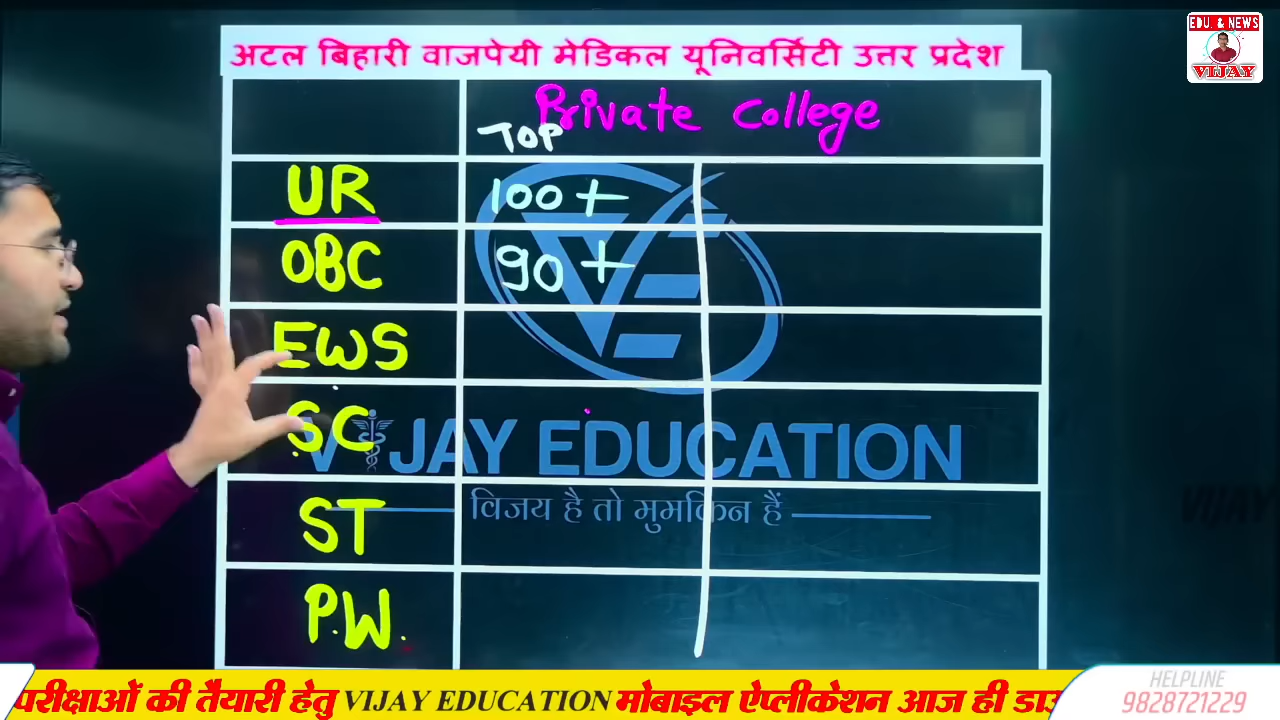 EDU. & NEWS
VIJAY
अटल बिहारी वाजपेयी मेडिकल यूनिवर्सिटी उत्तर प्रदेश
Private College
TOP
UR 100+
OBC 90+
EWS
SC
VIJAY EDUCATION
विजय है तो मुमकिन हैं
VIJAY
ST
P.W.
परीक्षाओं की तैयारी हेतु VIJAY EDUCATION मोबाइल ऐप्लीकेशन आज ही
HELPLINE
9828721229